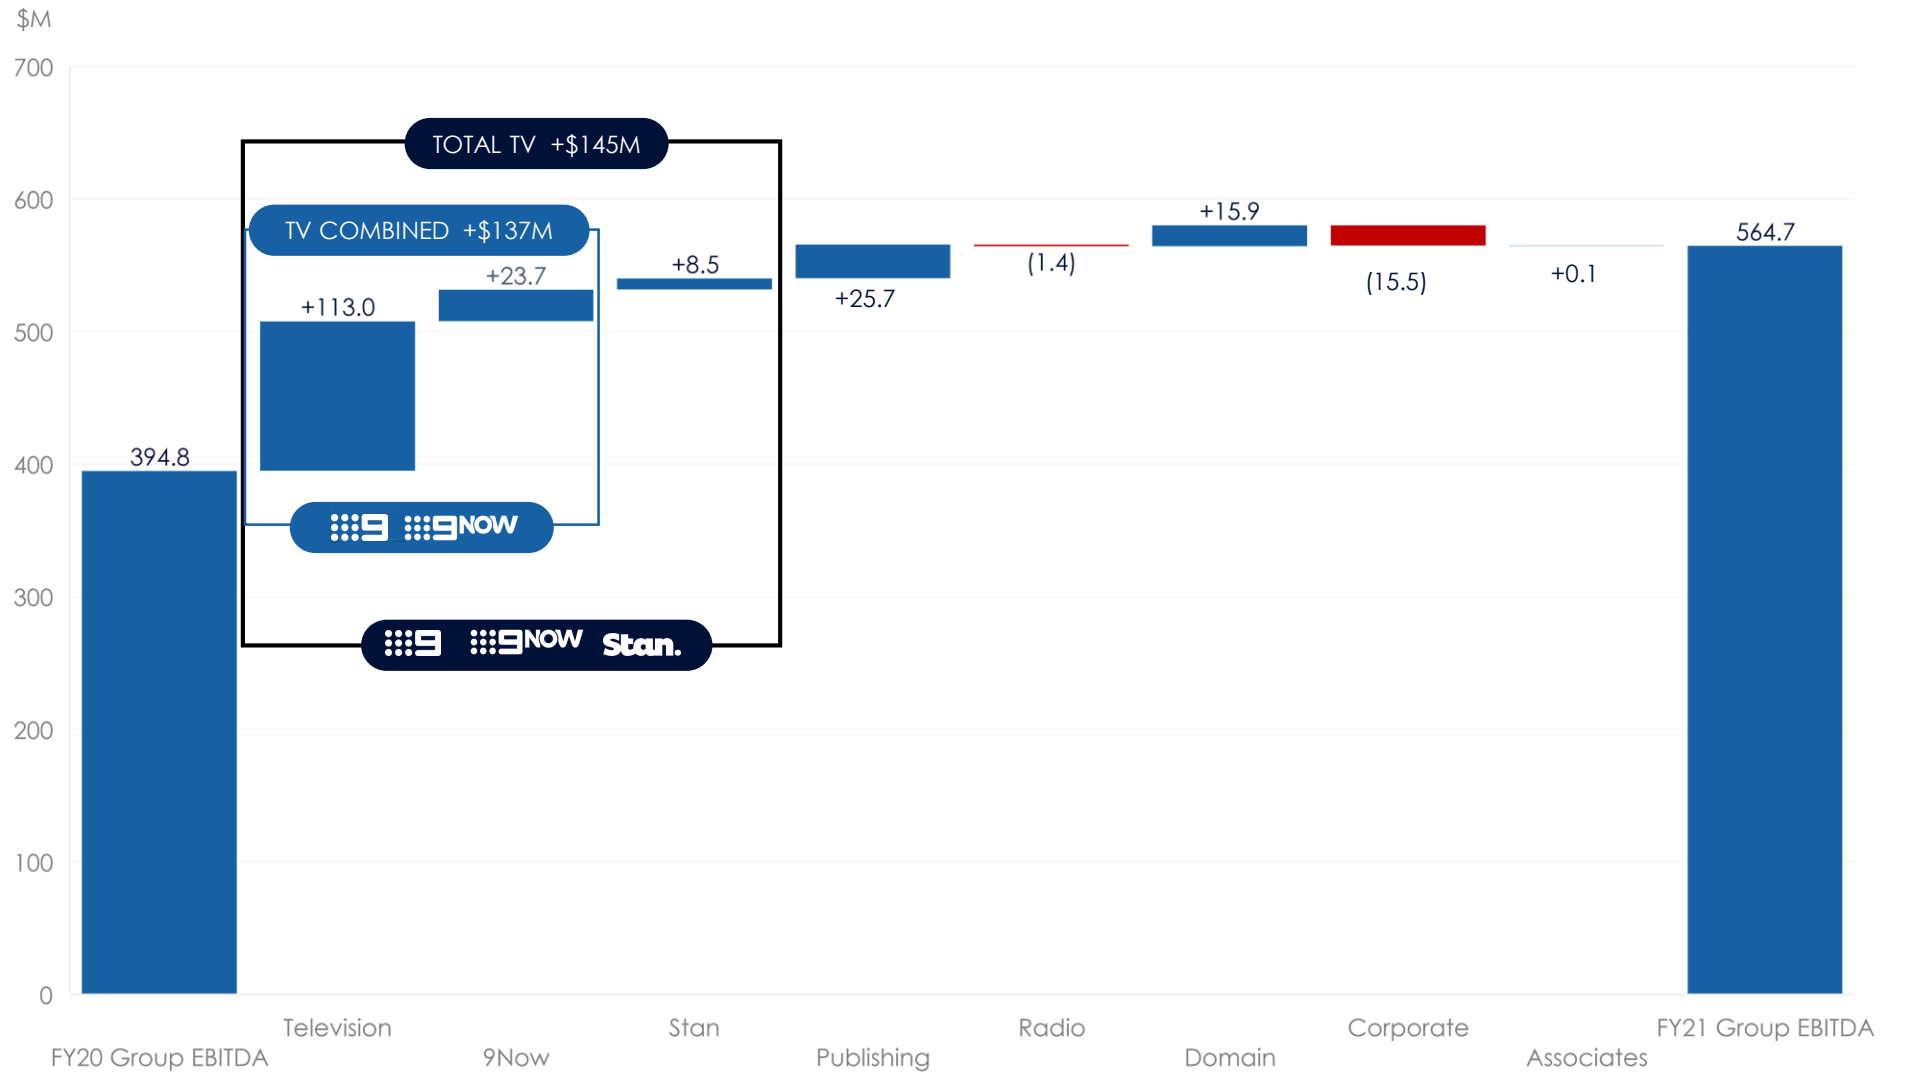 $M
700
600
500
400
300
200
100
0
TOTAL TV +$145M
TV COMBINED +$137M
394.8
+113.0
+23.7
+8.5
+25.7
(1.4)
+15.9
(15.5)
+0.1
564.7
9 9NOW
9 9NOW Stan.
FY20 Group EBITDA
Television
9Now
Stan
Publishing
Radio
Domain
Corporate
Associates
FY21 Group EBITDA